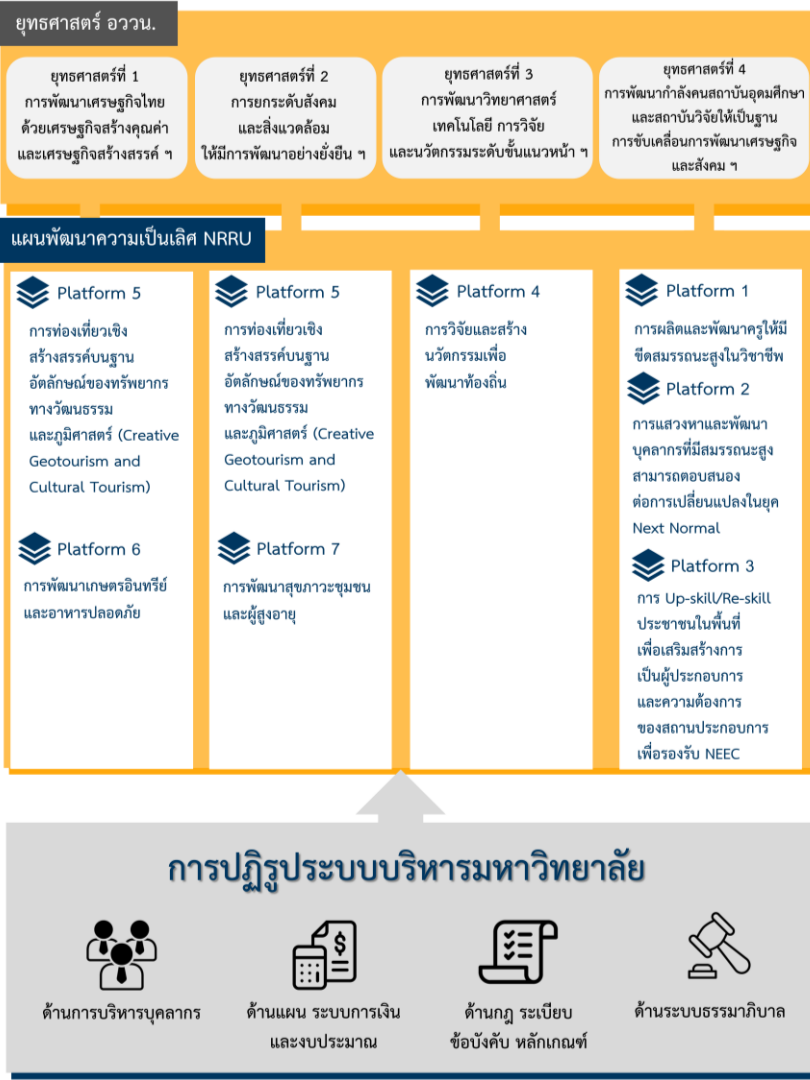 ยุทธศาสตร์ อววน.
ยุทธศาสตร์ที่ 1
การพัฒนาเศรษฐกิจไทย
ด้วยเศรษฐกิจสร้างคุณค่า
และเศรษฐกิจสร้างสรรค์ ฯ
ยุทธศาสตร์ที่ 2
การยกระดับสังคม
และสิ่งแวดล้อม
ให้มีการพัฒนาอย่างยั่งยืน ฯ
ยุทธศาสตร์ที่ 3
การพัฒนาวิทยาศาสตร์
เทคโนโลยี การวิจัย
และนวัตกรรมระดับขั้นแนวหน้า ฯ
ยุทธศาสตร์ที่ 4
การพัฒนากำลังคนสถาบันอุดมศึกษา
และสถาบันวิจัยให้เป็นฐาน
การขับเคลื่อนการพัฒนาเศรษฐกิจ
และสังคม ฯ
แผนพัฒนาความเป็นเลิศ NRRU
Platform 5
การท่องเที่ยวเชิง
สร้างสรรค์บนฐาน
อัตลักษณ์ของทรัพยากร
ทางวัฒนธรรม
และภูมิศาสตร์ (Creative
Geotourism and
Cultural Tourism)
Platform 6
การพัฒนาเกษตรอินทรีย์
และอาหารปลอดภัย
Platform 5
การท่องเที่ยวเชิง
สร้างสรรค์บนฐาน
อัตลักษณ์ของทรัพยากร
ทางวัฒนธรรม
และภูมิศาสตร์ (Creative
Geotourism and
Cultural Tourism)
Platform 7
การพัฒนาสุขภาวะชุมชน
และผู้สูงอายุ
Platform 4
การวิจัยและสร้าง
นวัตกรรมเพื่อ
พัฒนาท้องถิ่น
Platform 1
การผลิตและพัฒนาครูให้มี
ขีดสมรรถนะสูงในวิชาชีพ
Platform 2
การแสวงหาและพัฒนา
บุคลากรที่มีสมรรถนะสูง
สามารถตอบสนอง
ต่อการเปลี่ยนแปลงในยุค
Next Normal
Platform 3
การ Up-skill/Re-skill
ประชาชนในพื้นที่
เพื่อเสริมสร้างการ
เป็นผู้ประกอบการ
และความต้องการ
ของสถานประกอบการ
เพื่อรองรับ NEEC
การปฏิรูประบบบริหารมหาวิทยาลัย
ด้านการบริหารบุคลากร
ด้านแผน ระบบการเงิน
และงบประมาณ
ด้านกฎ ระเบียบ
ข้อบังคับ หลักเกณฑ์
ด้านระบบธรรมาภิบาล